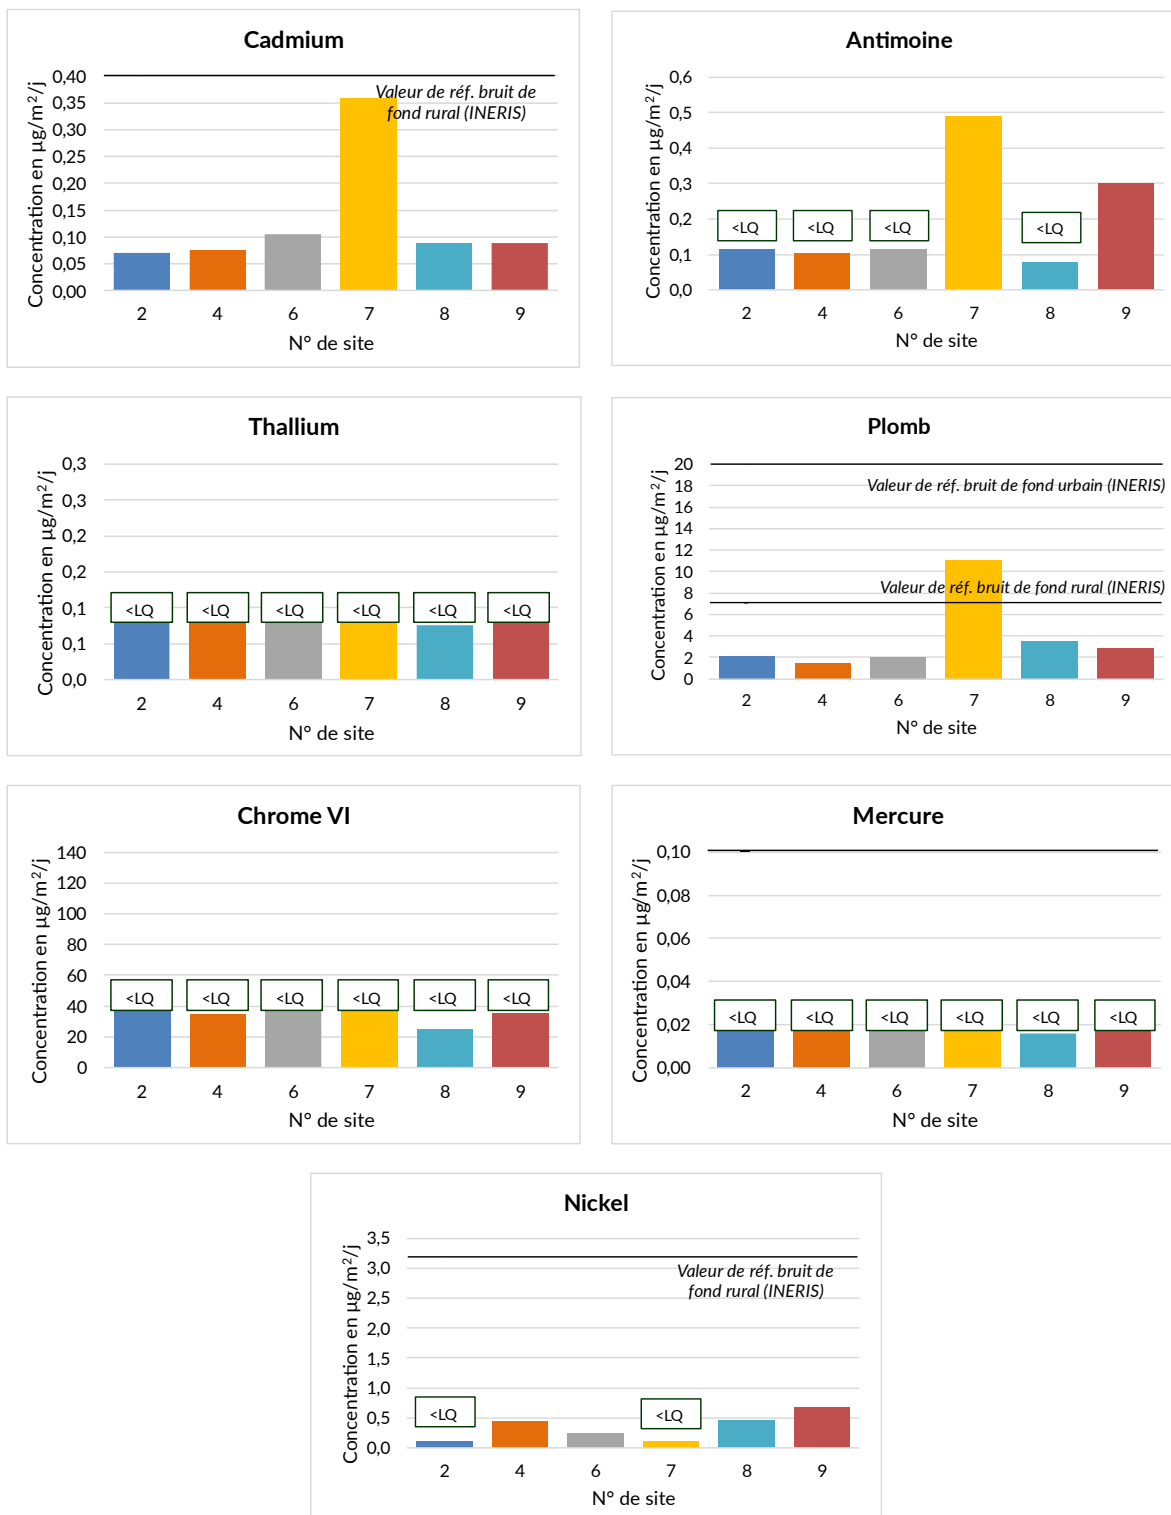 Cadmium
Concentration en µg/m²/j
0,40
0,35
0,30
0,25
0,20
0,15
0,10
0,05
0,00
Valeur de réf. bruit de
fond rural (INERIS)
2 4 6 7 8 9
N° de site
Antimoine
Concentration en µg/m²/j
0,6
0,5
0,4
0,3
0,2
0,1
0,0
<LQ <LQ <LQ <LQ
2 4 6 7 8 9
N° de site
Thallium
Concentration en µg/m²/j
0,3
0,3
0,2
0,2
0,1
0,1
0,0
<LQ <LQ <LQ <LQ <LQ <LQ
2 4 6 7 8 9
N° de site
Plomb
Concentration en µg/m²/j
20
18
16
14
12
10
8
6
4
2
0
Valeur de réf. bruit de fond urbain (INERIS)
Valeur de réf. bruit de fond rural (INERIS)
2 4 6 7 8 9
N° de site
Chrome VI
Concentration en µg/m²/j
140
120
100
80
60
40
20
0
<LQ <LQ <LQ <LQ <LQ <LQ
2 4 6 7 8 9
N° de site
Mercure
Concentration en µg/m²/j
0,10
0,08
0,06
0,04
0,02
0,00
<LQ <LQ <LQ <LQ <LQ <LQ
2 4 6 7 8 9
N° de site
Nickel
Concentration en µg/m²/j
3,5
3,0
2,5
2,0
1,5
1,0
0,5
0,0
Valeur de réf. bruit de
fond rural (INERIS)
<LQ <LQ
2 4 6 7 8 9
N° de site